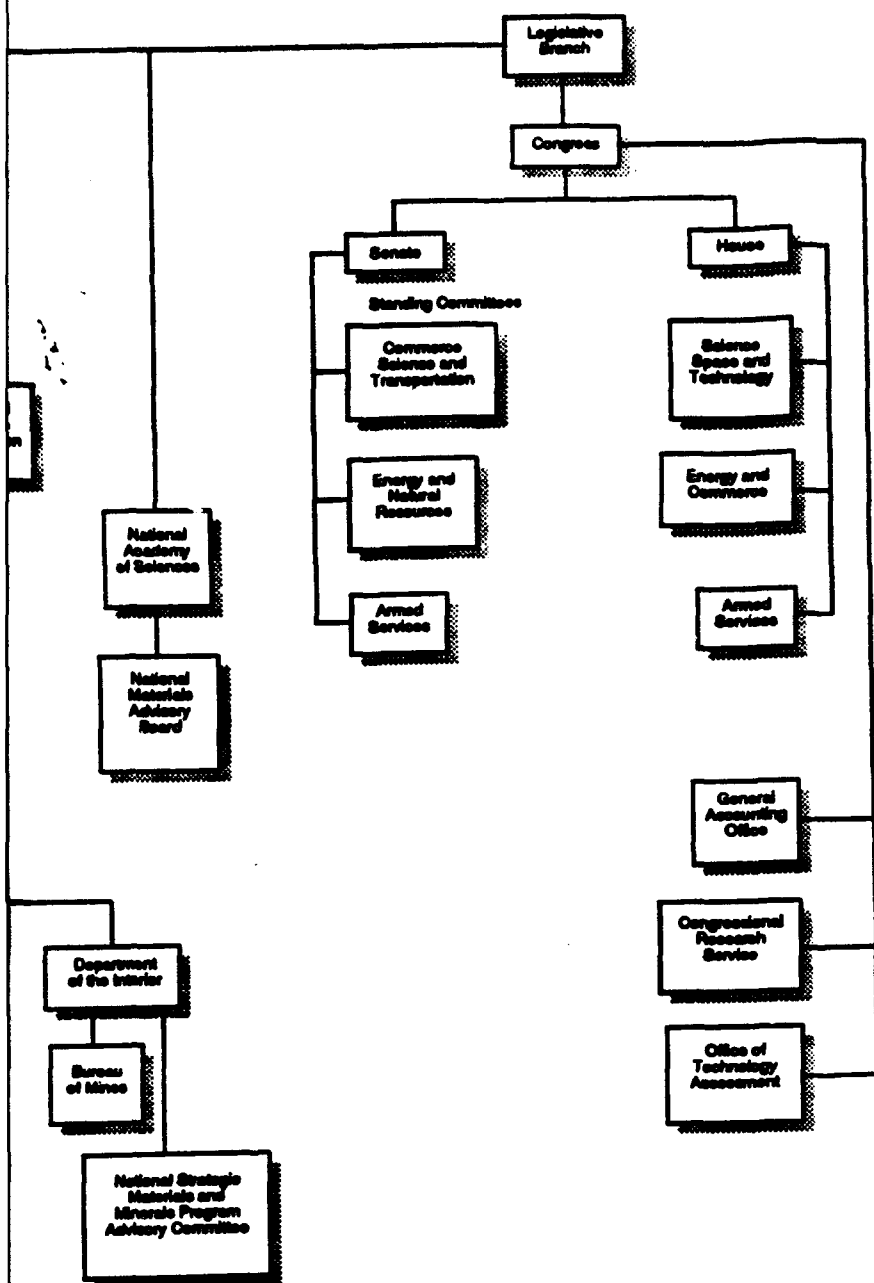 Legislative
Branch
Congress
Senate
House
Standing Committees
Commerce
Science and
Transportation
Science
Space and
Technology
Energy and
Natural
Resources
Energy and
Commerce
National
Academy
of Sciences
Armed
Services
Armed
Services
National
Materials
Advisory
Board
General
Accounting
Office
Congressional
Research
Service
Department
of the Interior
Bureau
of Mines
Office of
Technology
Assessment
National Strategic
Materials and
Minerals Program
Advisory Committee